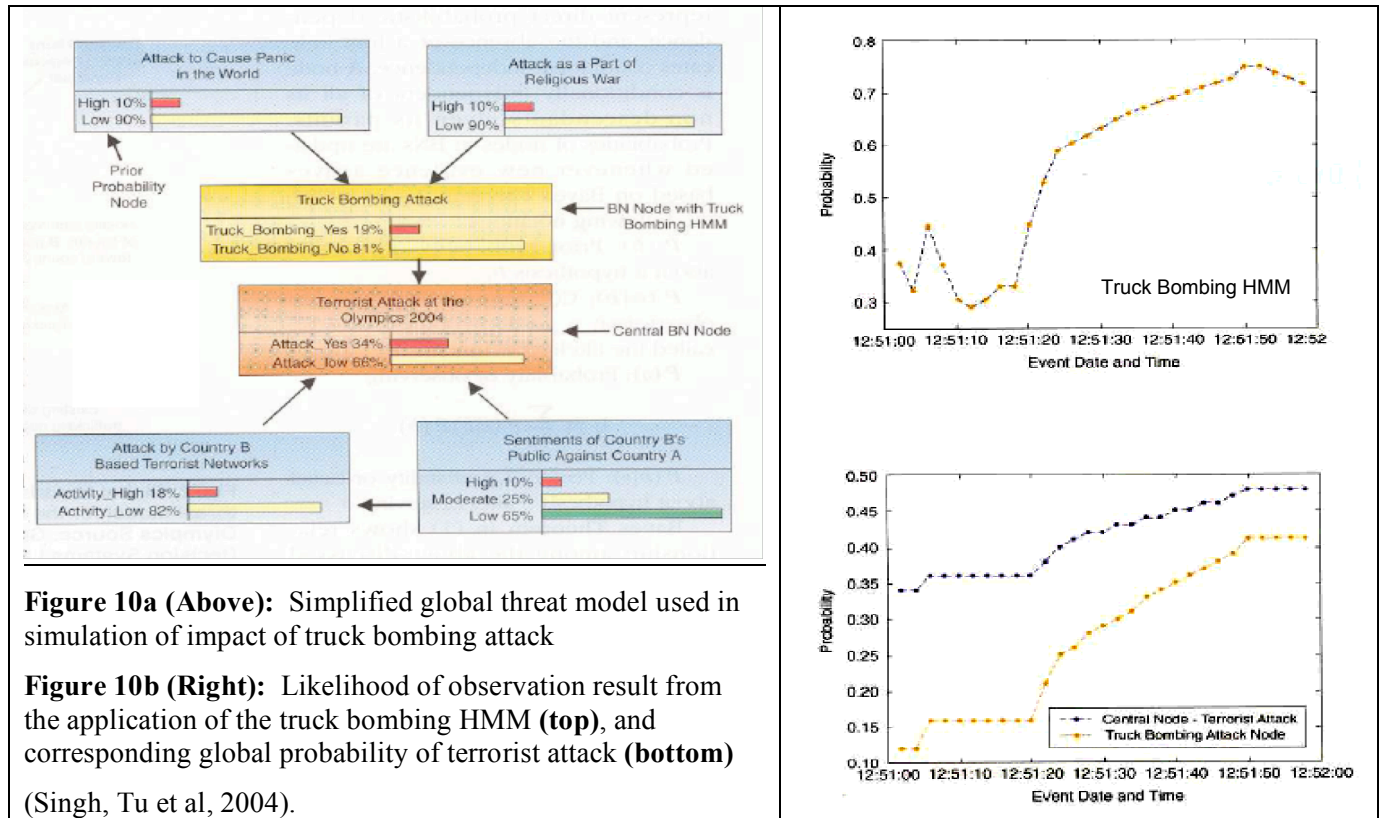 Attack to Cause Panic
in the World
High 10%
Low 90%
Attack as a Part of
Religious War
High 10%
Low 90%
Prior
Probability
Node
Truck Bombing Attack
Truck_Bombing_Yes 19%
Truck_Bombing_No 81%
BN Node with Truck
Bombing HMM
Terrorist Attack at the
Olympics 2004
Attack_Yes 34%
Attack_low 66%
Central BN Node
Attack by Country B
Based Terrorist Networks
Activity_High 18%
Activity_Low 82%
Sentiments of Country B's
Public Against Country A
High 10%
Moderate 25%
Low 65%
Figure 10a (Above): Simplified global threat model used in
simulation of impact of truck bombing attack
Figure 10b (Right): Likelihood of observation result from
the application of the truck bombing HMM (top), and
corresponding global probability of terrorist attack (bottom)
(Singh, Tu et al, 2004).
0.8
0.7
0.6
0.5
0.4
0.3
Probability
Truck Bombing HMM
12:51:00 12:51:10 12:51:20 12:51:30 12:51:40 12:51:50 12:52
Event Date and Time
0.50
0.45
0.40
0.35
0.30
0.25
0.20
0.15
0.10
Probability
Central Node - Terrorist Attack
Truck Bombing Attack Node
12:51:00 12:51:10 12:51:20 12:51:30 12:51:40 12:51:50 12:52:00
Event Date and Time